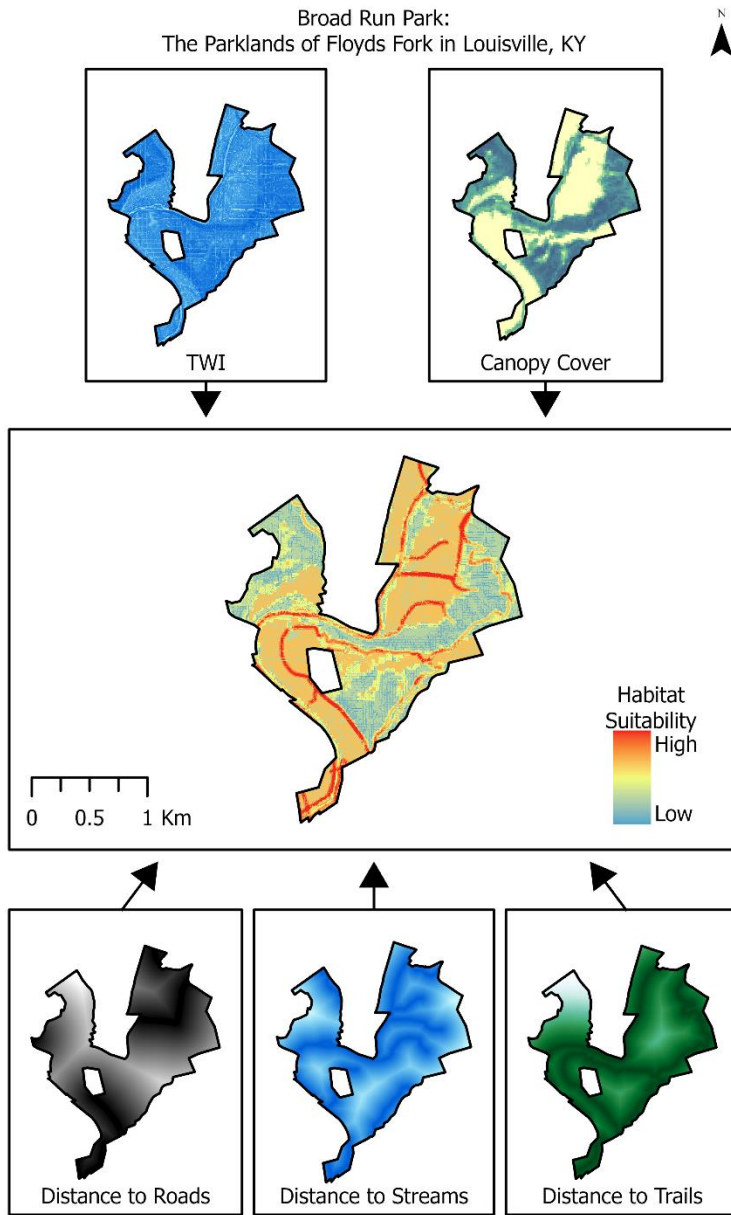 Broad Run Park:
The Parklands of Floyds Fork in Louisville, KY
N
TWI
Canopy Cover
Habitat
Suitability
High
Low
0 0.5 1 Km
Distance to Roads
Distance to Streams
Distance to Trails